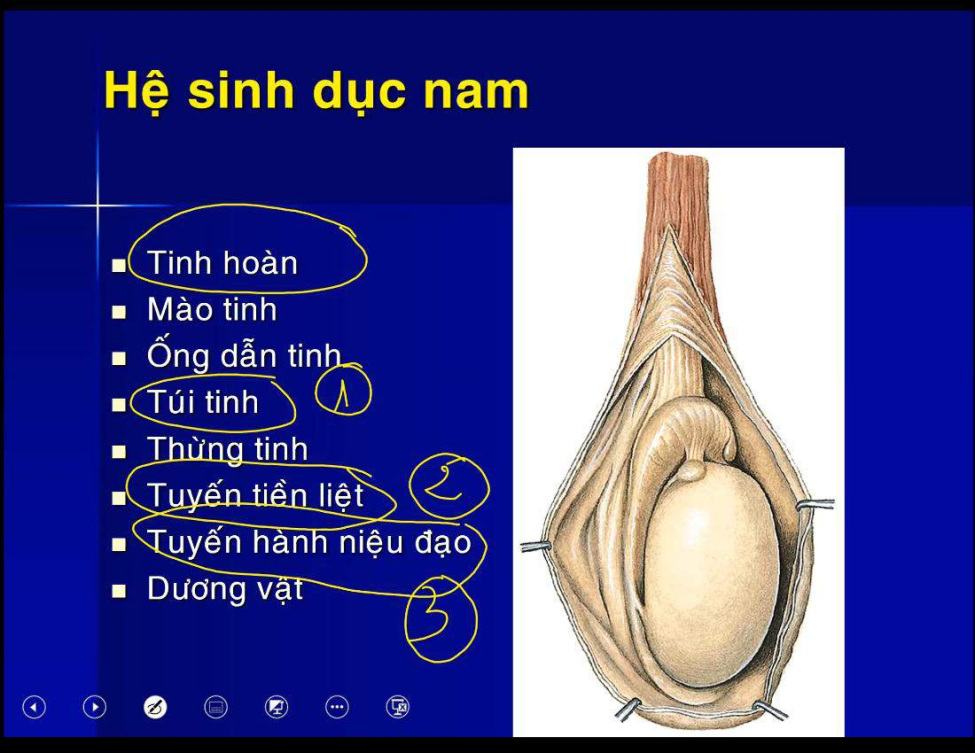 Hệ sinh dục nam
Tinh hoàn
Mào tinh
Ống dẫn tinh
Túi tinh
1
Thừng tinh
Tuyến tiền liệt
2
Tuyến hành niệu đạo
Dương vật
3